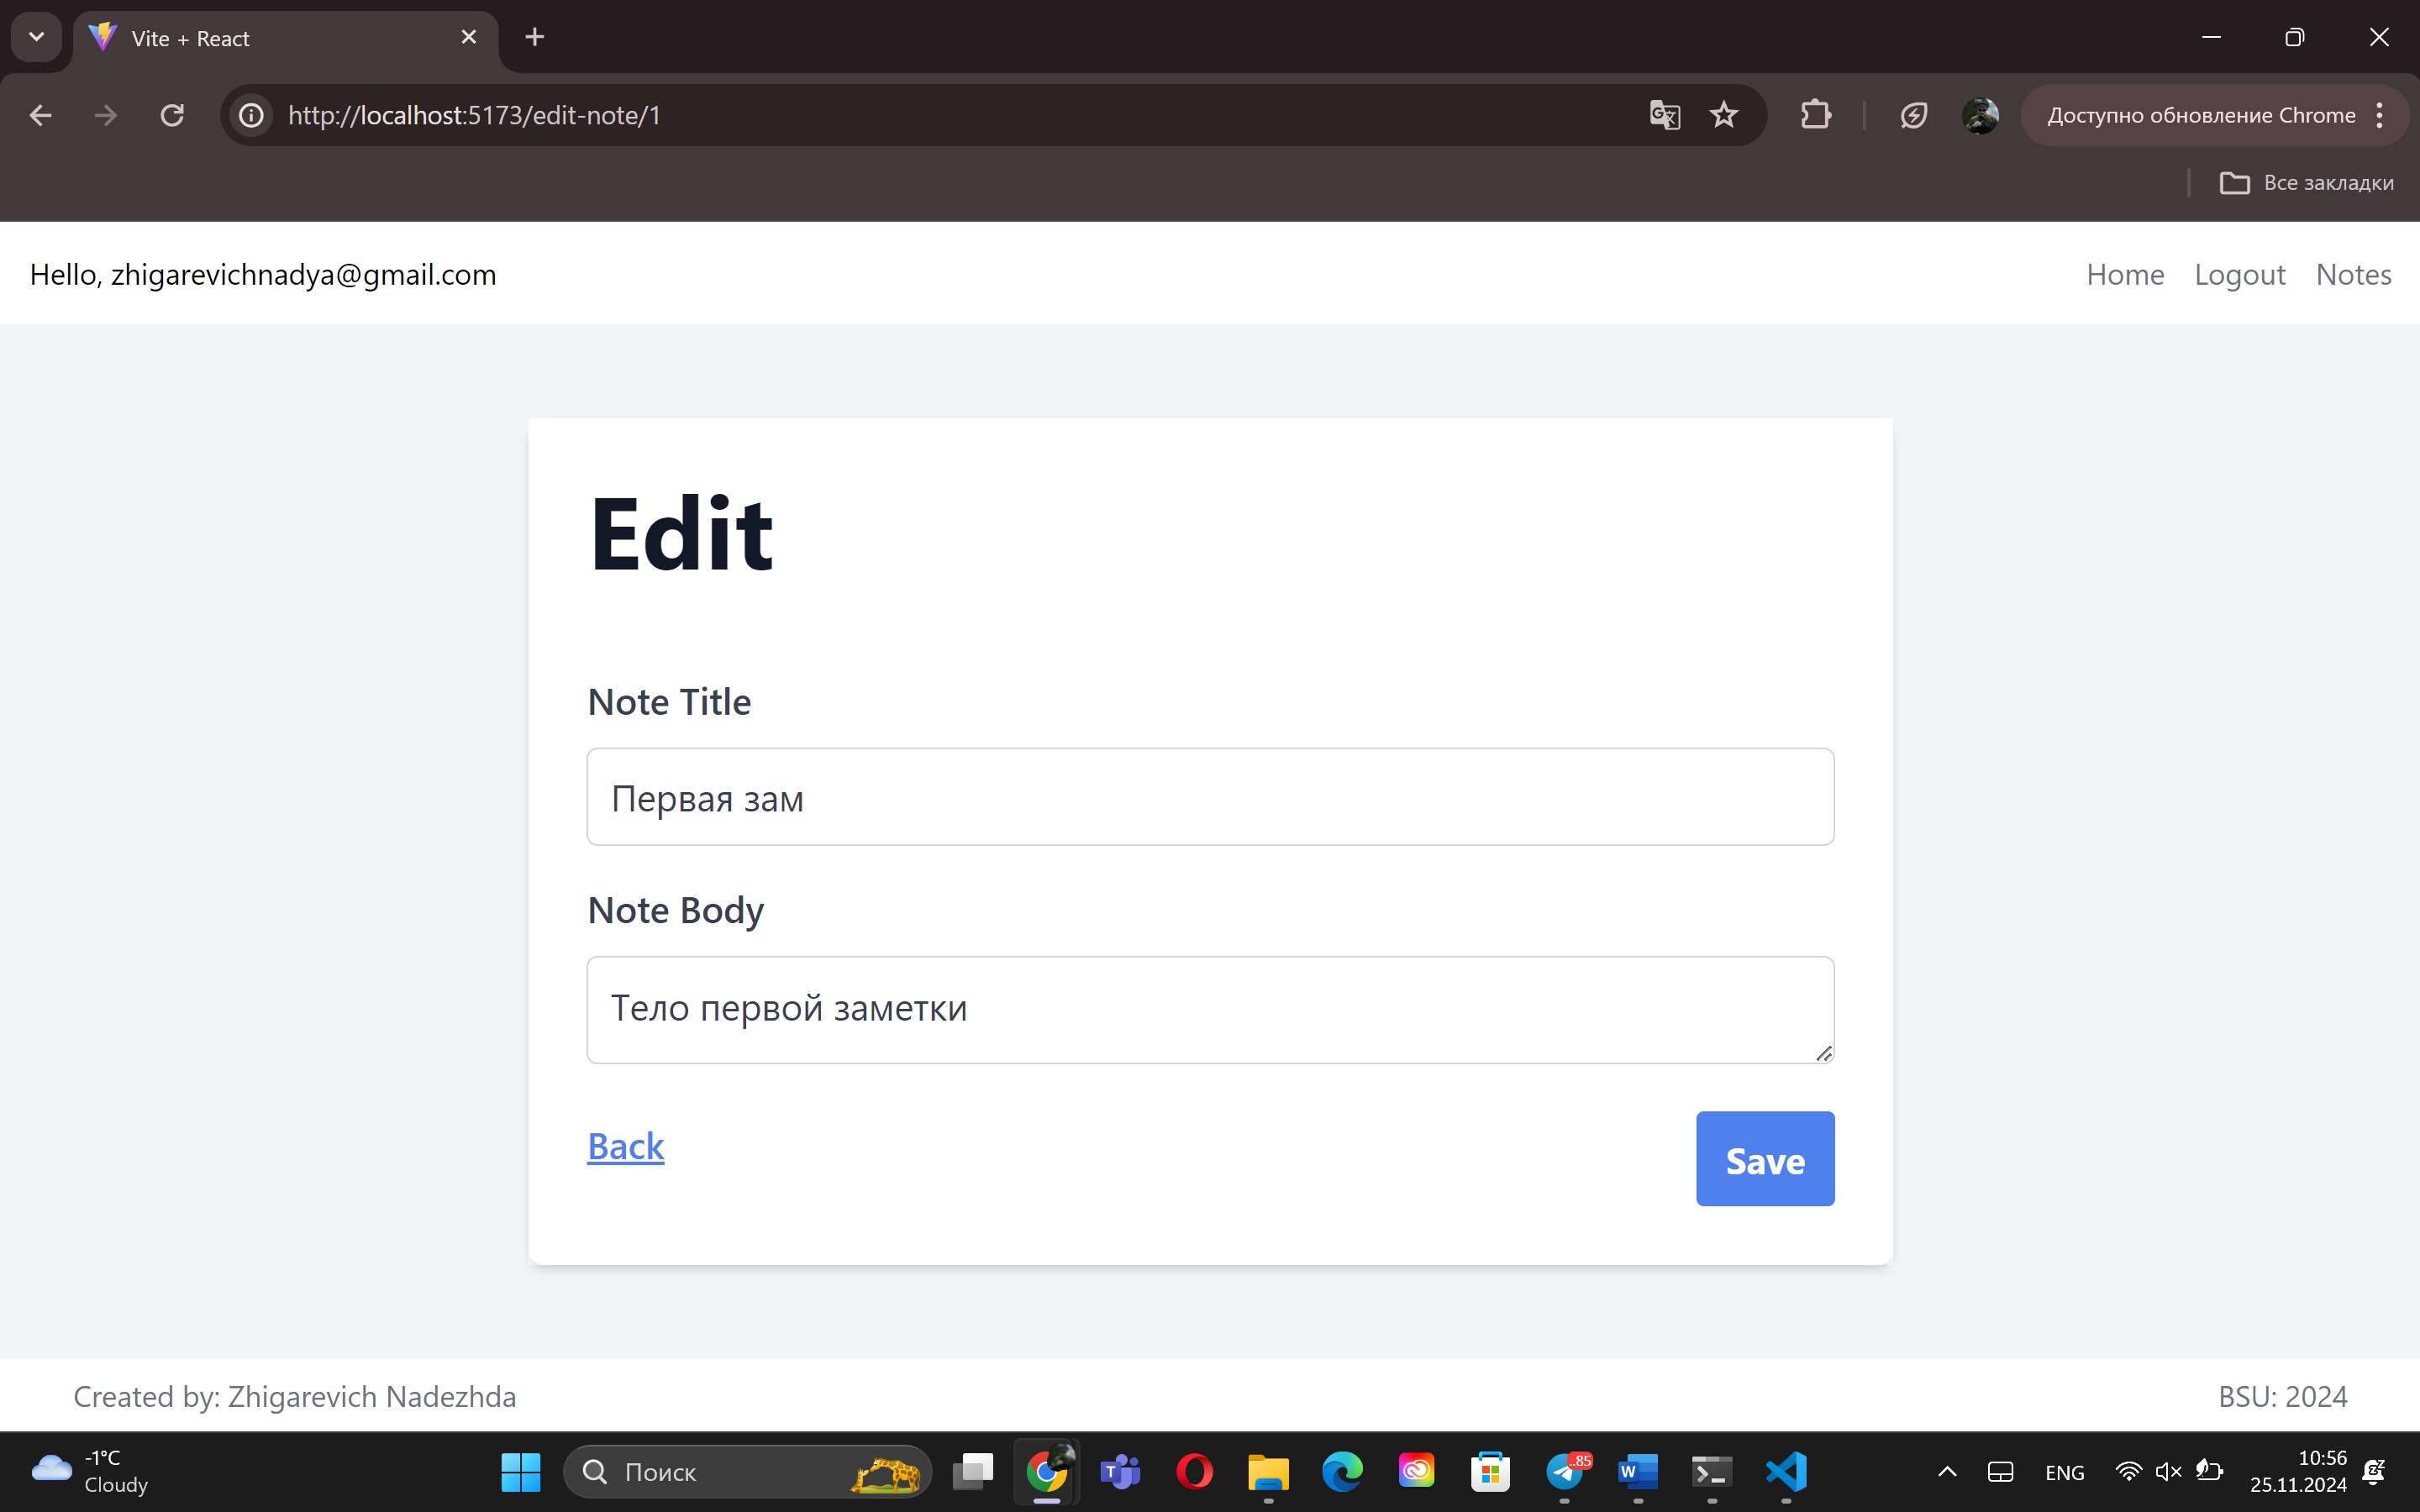 Vite + React
http://localhost:5173/edit-note/1
Доступно обновление Chrome
Все закладки
Hello, zhigarevichnadya@gmail.com
Home Logout Notes
Edit
Note Title
Первая зам
Note Body
Тело первой заметки
Back
Save
Created by: Zhigarevich Nadezhda
BSU: 2024
-1°C
Cloudy
Поиск
..85
ENG
10:56
25.11.2024